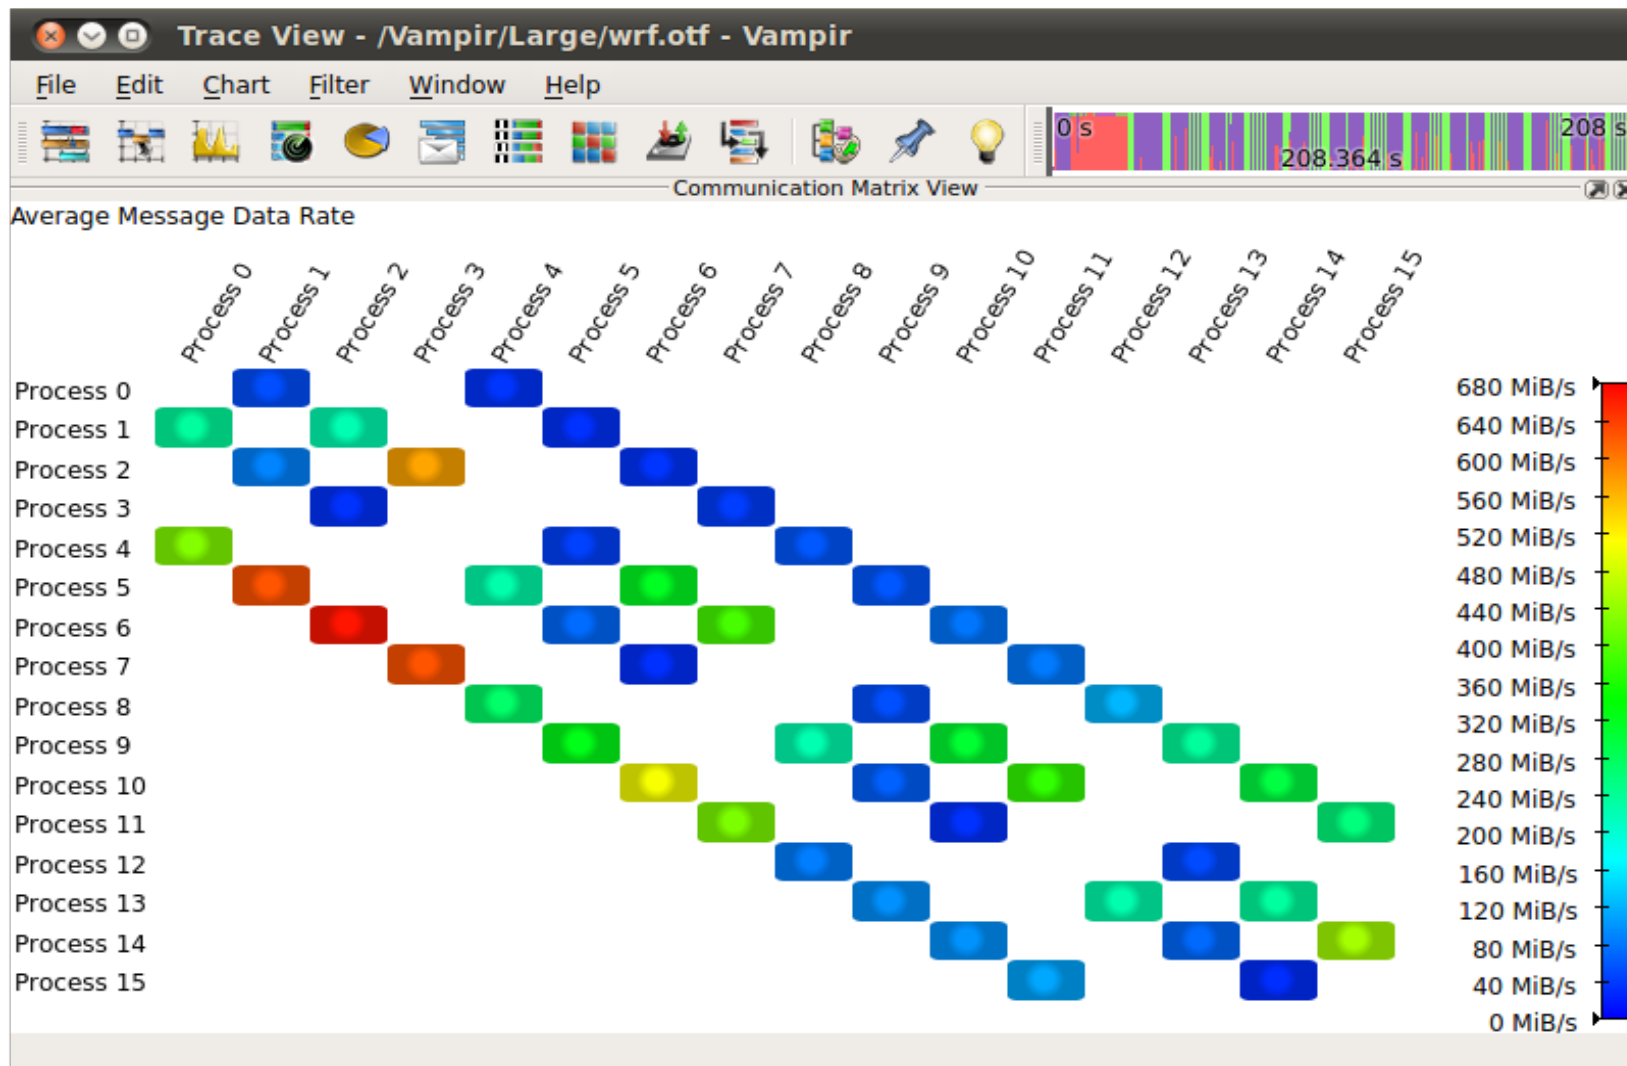 Trace View - /Vampir/Large/wrf.otf - Vampir
File Edit Chart Filter Window Help
0 s 208 s
208.364 s
Communication Matrix View
Average Message Data Rate
Process 0 Process 1 Process 2 Process 3 Process 4 Process 5 Process 6 Process 7 Process 8 Process 9 Process 10 Process 11 Process 12 Process 13 Process 14 Process 15
Process 0
Process 1
Process 2
Process 3
Process 4
Process 5
Process 6
Process 7
Process 8
Process 9
Process 10
Process 11
Process 12
Process 13
Process 14
Process 15
680 MiB/s
640 MiB/s
600 MiB/s
560 MiB/s
520 MiB/s
480 MiB/s
440 MiB/s
400 MiB/s
360 MiB/s
320 MiB/s
280 MiB/s
240 MiB/s
200 MiB/s
160 MiB/s
120 MiB/s
80 MiB/s
40 MiB/s
0 MiB/s